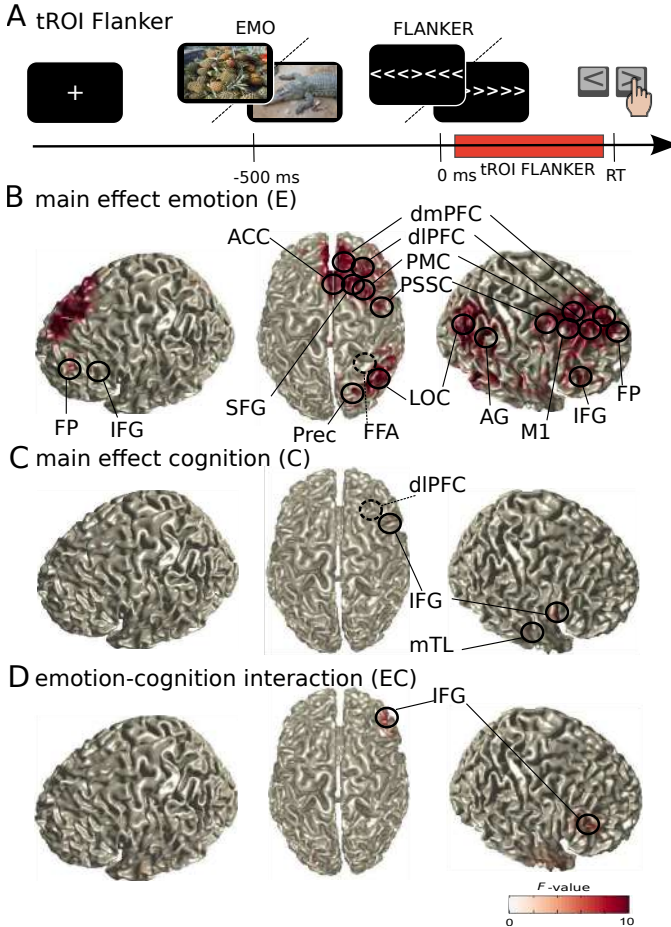 A tROI Flanker
EMO
FLANKER
+
<<<><<<
>>>>>
< >
-500 ms
0 ms
tROI FLANKER
RT
B main effect emotion (E)
dmPFC
ACC
dlPFC
PMC
PSSC
FP
IFG
SFG
Prec
FFA
LOC
AG
M1
IFG
FP
C main effect cognition (C)
dlPFC
IFG
mTL
D emotion-cognition interaction (EC)
IFG
F-value
0
10